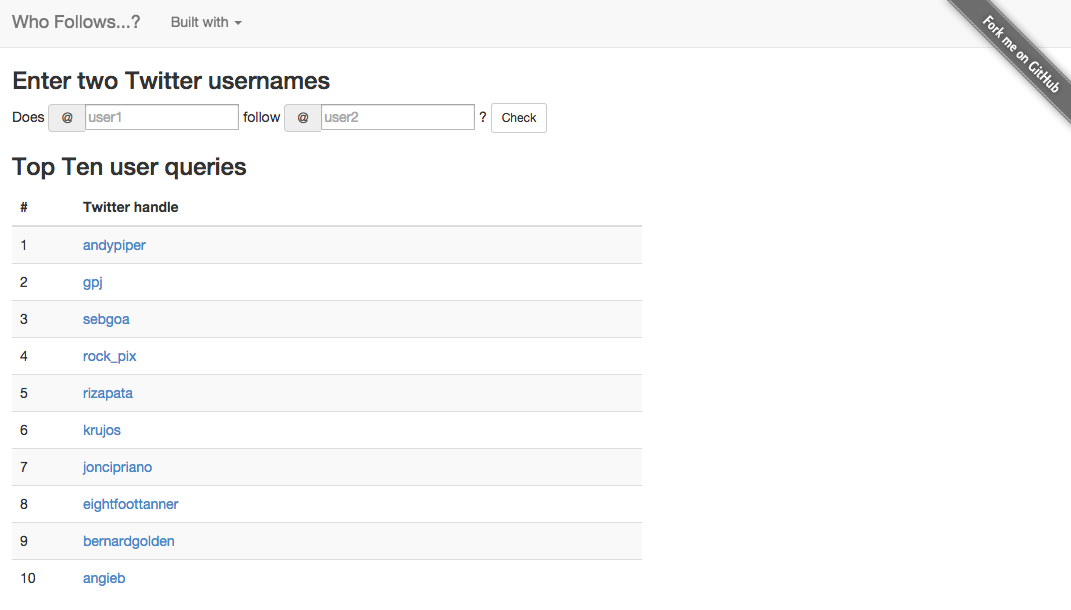 Who Follows...? Built with
Fork me on GitHub
Enter two Twitter usernames
Does @ user1 follow @ user2 ? Check
Top Ten user queries
# Twitter handle
1 andypiper
2 gpj
3 sebgoa
4 rock_pix
5 rizapata
6 krujos
7 joncipriano
8 eightfoottanner
9 bernardgolden
10 angieb